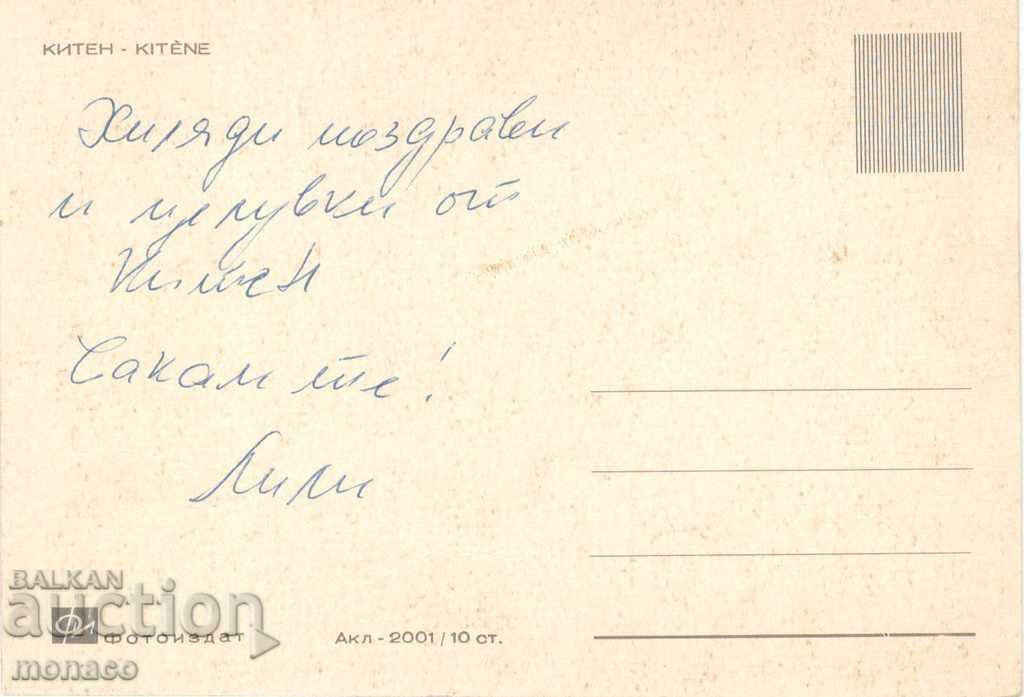 КИТЕН - KITÈNE
Хиляди поздрави
и целувки от
Китен
Сакам те!
Лили
BALKAN
auction
фотоиздат
Акл - 2001/10 ст.
monaco